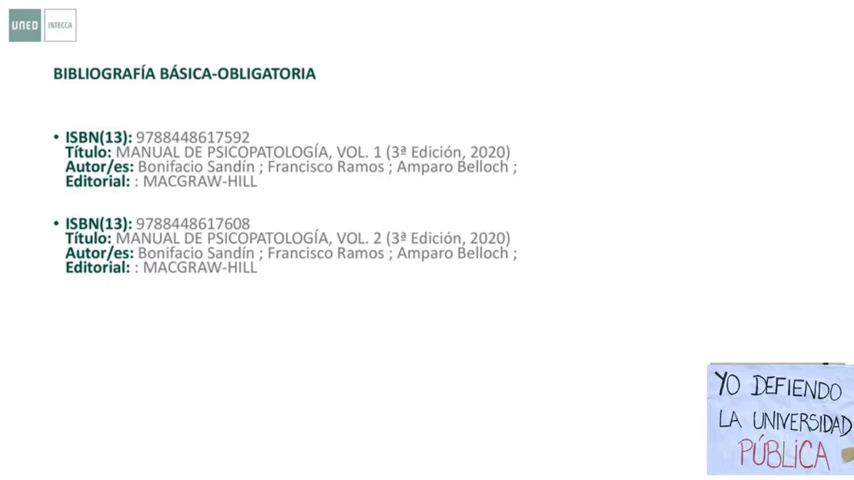 UNED INTECCA
BIBLIOGRAFÍA BÁSICA-OBLIGATORIA
• ISBN(13): 9788448617592
Título: MANUAL DE PSICOPATOLOGÍA, VOL. 1 (3ª Edición, 2020)
Autor/es: Bonifacio Sandín ; Francisco Ramos ; Amparo Belloch ;
Editorial: : MACGRAW-HILL
• ISBN(13): 9788448617608
Título: MANUAL DE PSICOPATOLOGÍA, VOL. 2 (3ª Edición, 2020)
Autor/es: Bonifacio Sandín ; Francisco Ramos ; Amparo Belloch ;
Editorial: : MACGRAW-HILL
YO DEFIENDO
LA UNIVERSIDAD
PÚBLICA